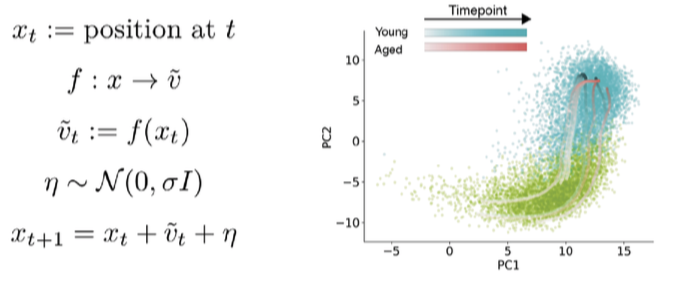 x_t := position at t
f : x → ṽ
ṽ_t := f(x_t)
η ∼ 𝒩(0, σI)
x_{t+1} = x_t + ṽ_t + η
Timepoint
Young
Aged
10
5
0
−5
−10
PC2
−5 0 5 10 15
PC1